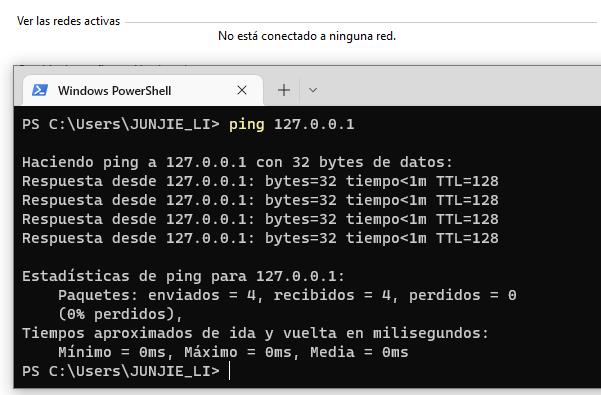 Ver las redes activas
No está conectado a ninguna red.
Windows PowerShell
PS C:\Users\JUNJIE_LI> ping 127.0.0.1
Haciendo ping a 127.0.0.1 con 32 bytes de datos:
Respuesta desde 127.0.0.1: bytes=32 tiempo<1m TTL=128
Respuesta desde 127.0.0.1: bytes=32 tiempo<1m TTL=128
Respuesta desde 127.0.0.1: bytes=32 tiempo<1m TTL=128
Respuesta desde 127.0.0.1: bytes=32 tiempo<1m TTL=128
Estadísticas de ping para 127.0.0.1:
Paquetes: enviados = 4, recibidos = 4, perdidos = 0
(0% perdidos),
Tiempos aproximados de ida y vuelta en milisegundos:
Mínimo = 0ms, Máximo = 0ms, Media = 0ms
PS C:\Users\JUNJIE_LI>